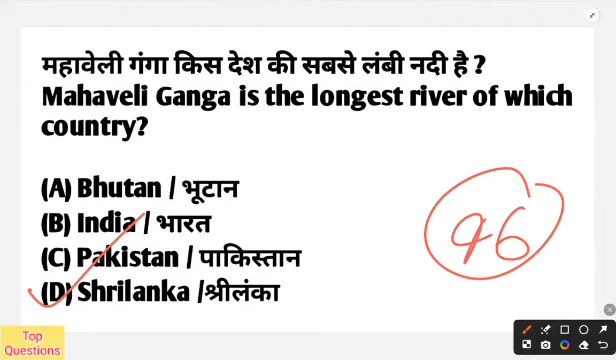 महावेली गंगा किस देश की सबसे लंबी नदी है ?
Mahaveli Ganga is the longest river of which
country?
(A) Bhutan / भूटान
(B) India / भारत
(C) Pakistan / पाकिस्तान
(D) Shrilanka /श्रीलंका
96
Top
Questions